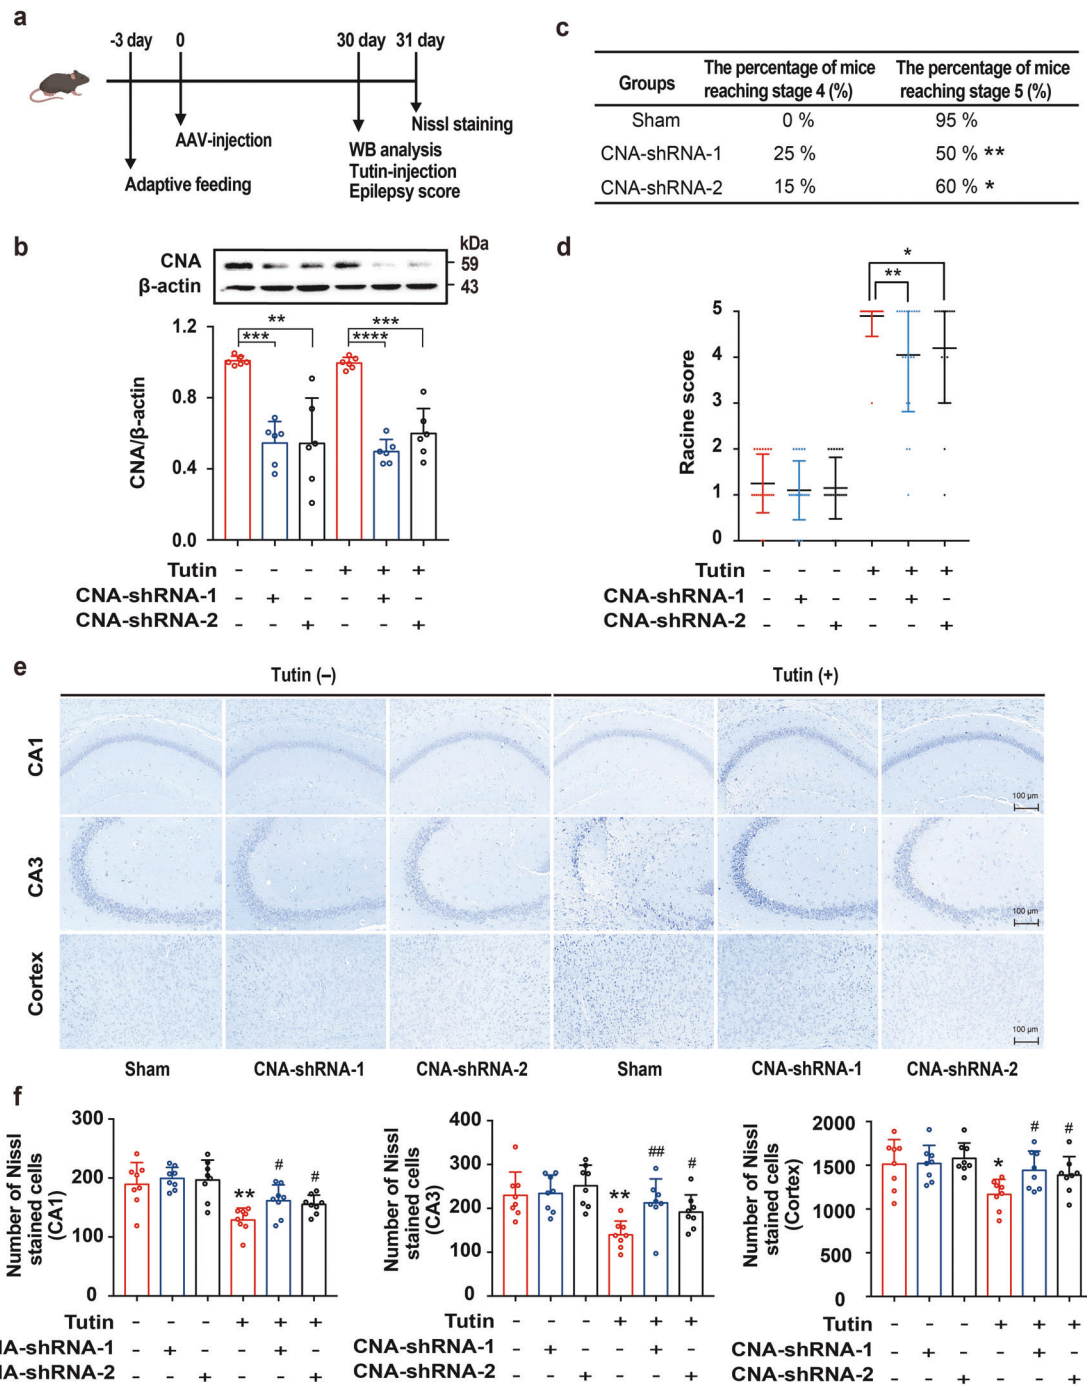 a
-3 day 0 30 day 31 day
AAV-injection
Adaptive feeding
Nissl staining
WB analysis
Tutin-injection
Epilepsy score
c
Groups The percentage of mice reaching stage 4 (%) The percentage of mice reaching stage 5 (%)
Sham 0 % 95 %
CNA-shRNA-1 25 % 50 % **
CNA-shRNA-2 15 % 60 % *
b
kDa
CNA 59
β-actin 43
CNA/β-actin
1.2
0.8
0.4
0.0
*** ** **** ***
Tutin - - - + + +
CNA-shRNA-1 - + - - + -
CNA-shRNA-2 - - + - - +
d
Racine score
5
4
3
2
1
0
*
**
Tutin - - - + + +
CNA-shRNA-1 - + - - + -
CNA-shRNA-2 - - + - - +
e
Tutin (–) Tutin (+)
CA1
100 μm
CA3
100 μm
Cortex
100 μm
Sham CNA-shRNA-1 CNA-shRNA-2 Sham CNA-shRNA-1 CNA-shRNA-2
f
Number of Nissl
stained cells
(CA1)
300
200
100
0
** # #
Tutin - - - + + +
NA-shRNA-1 - + - - + -
NA-shRNA-2 - - + - - +
Number of Nissl
stained cells
(CA3)
400
300
200
100
0
** ## #
Tutin - - - + + +
CNA-shRNA-1 - + - - + -
CNA-shRNA-2 - - + - - +
Number of Nissl
stained cells
(Cortex)
2000
1500
1000
500
0
* # #
Tutin - - - + + +
CNA-shRNA-1 - + - - + -
CNA-shRNA-2 - - + - - +